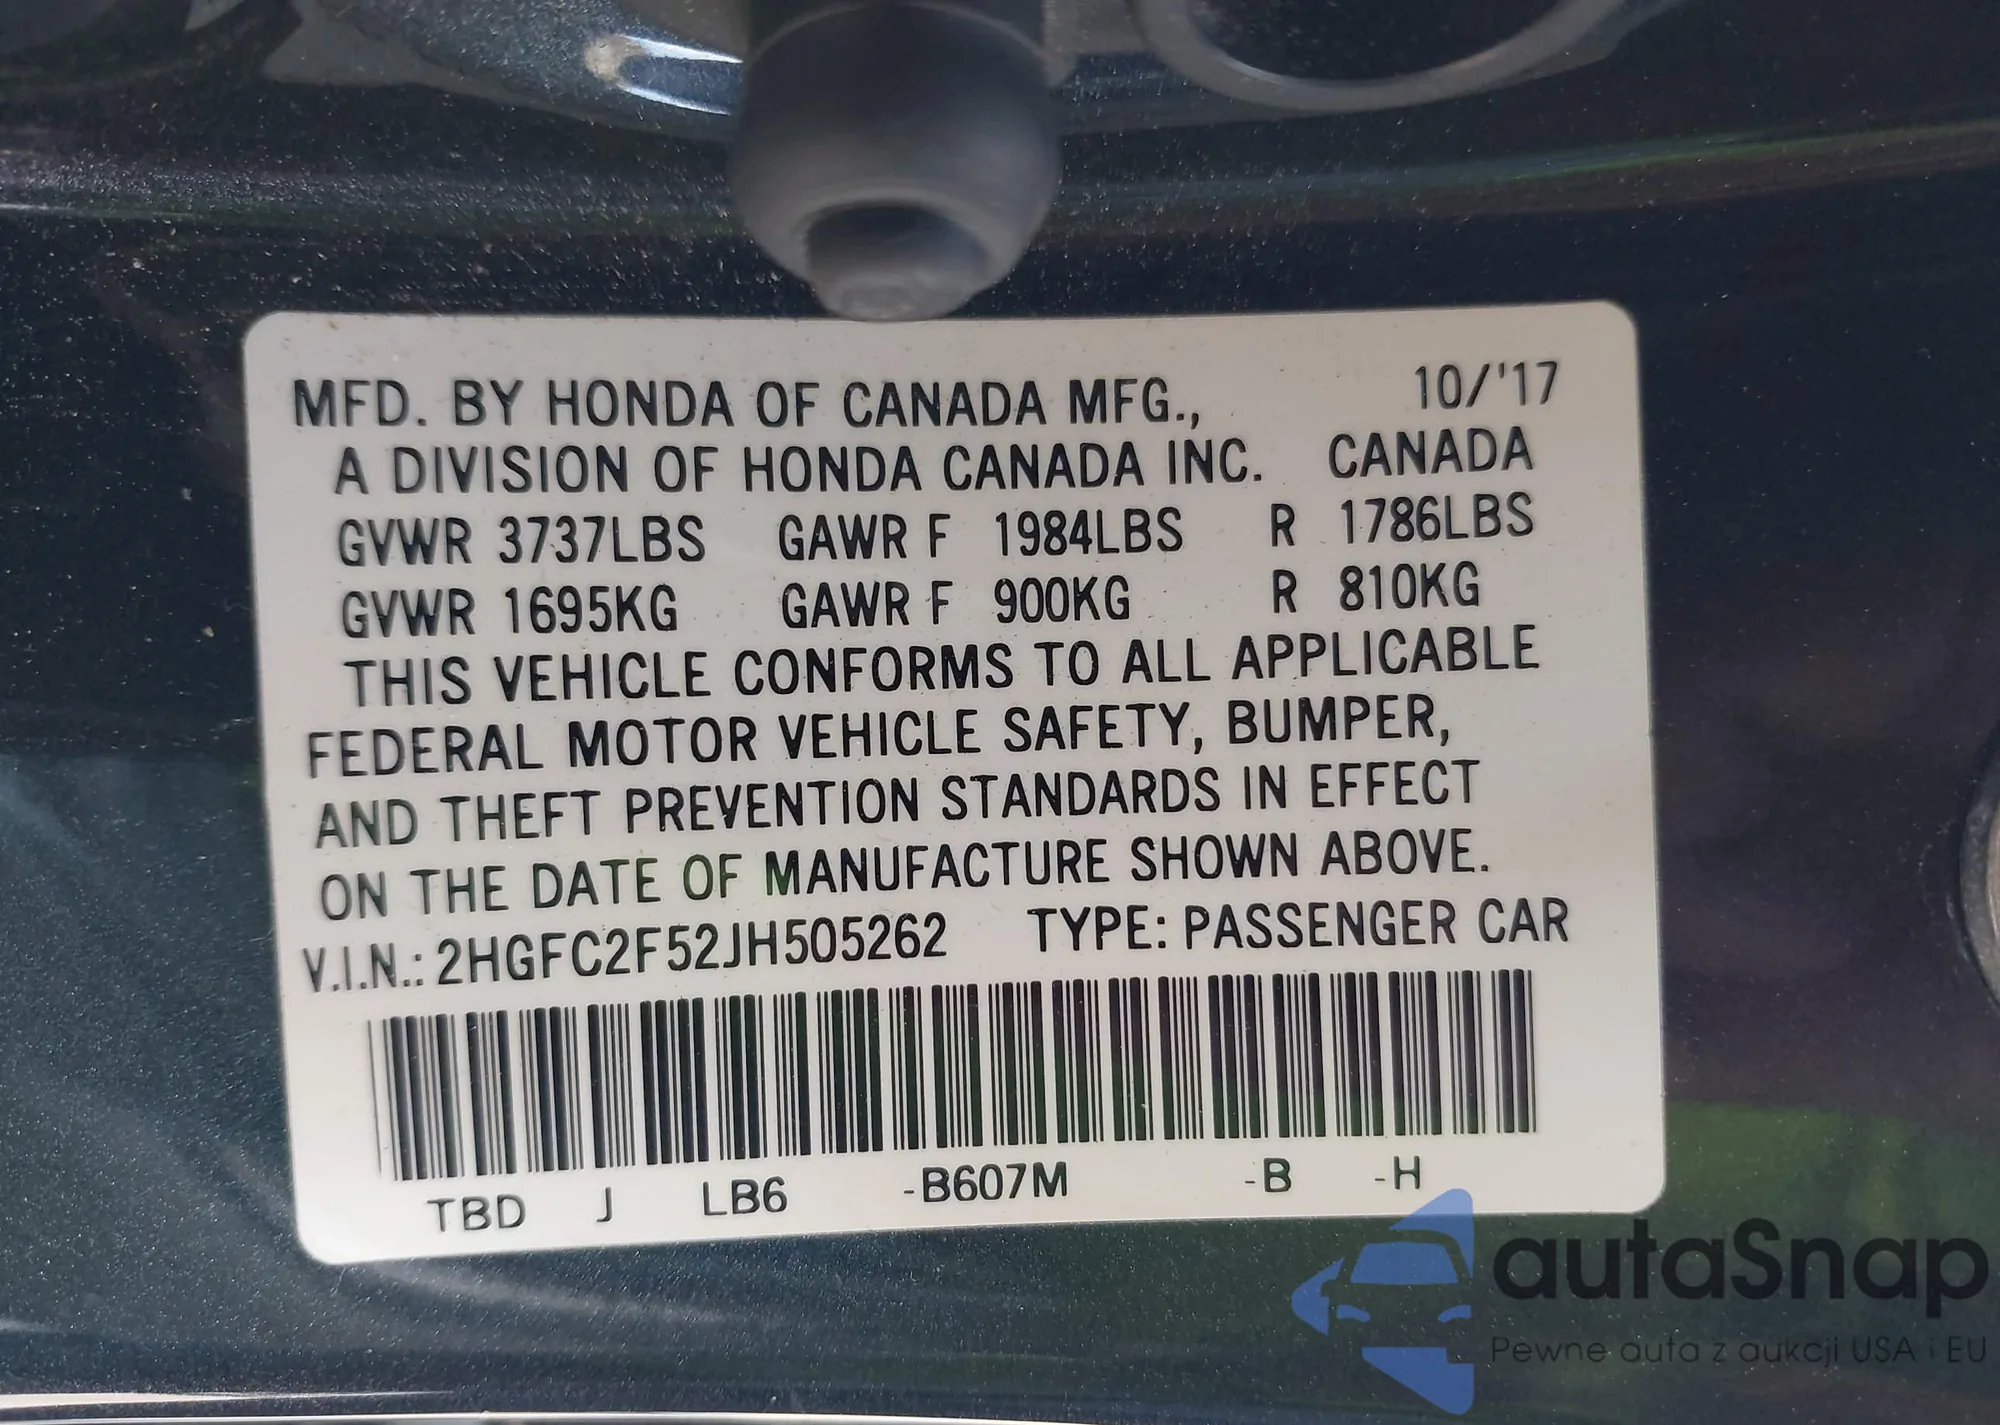 MFD. BY HONDA OF CANADA MFG., 10/'17
A DIVISION OF HONDA CANADA INC. CANADA
GVWR 3737LBS GAWR F 1984LBS R 1786LBS
GVWR 1695KG GAWR F 900KG R 810KG
THIS VEHICLE CONFORMS TO ALL APPLICABLE
FEDERAL MOTOR VEHICLE SAFETY, BUMPER,
AND THEFT PREVENTION STANDARDS IN EFFECT
ON THE DATE OF MANUFACTURE SHOWN ABOVE.
V.I.N.: 2HGFC2F52JH505262 TYPE: PASSENGER CAR
TBD J LB6 -B607M -B -H
autaSnap
Pewne auta z aukcji USA i EU